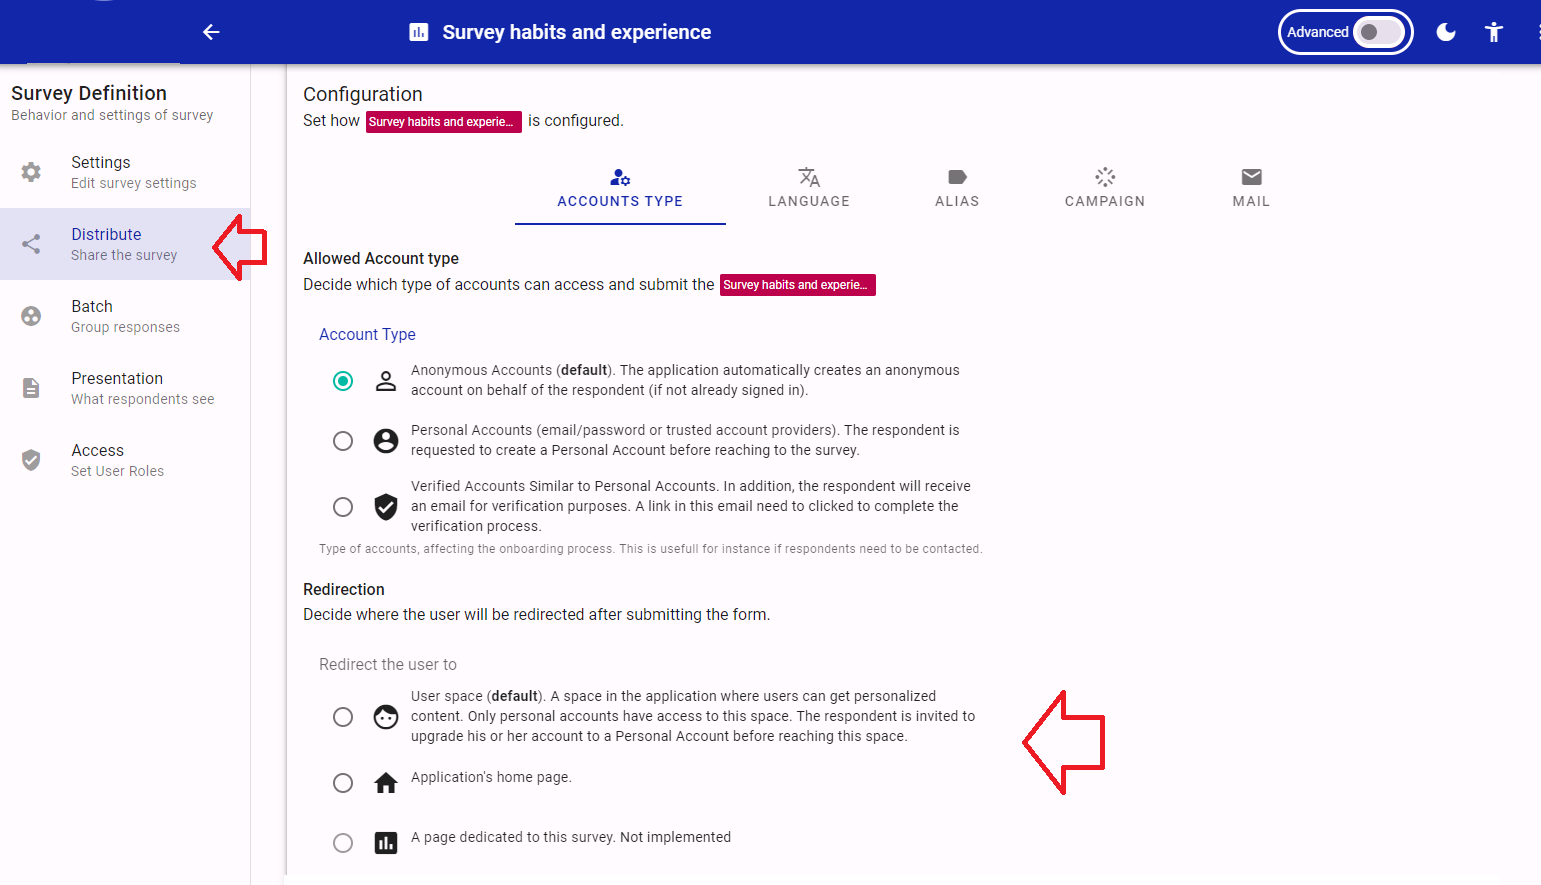 Survey habits and experience
Advanced
Survey Definition
Behavior and settings of survey
Settings
Edit survey settings
Distribute
Share the survey
Batch
Group responses
Presentation
What respondents see
Access
Set User Roles
Configuration
Set how Survey habits and experie... is configured.
ACCOUNTS TYPE
LANGUAGE
ALIAS
CAMPAIGN
MAIL
Allowed Account type
Decide which type of accounts can access and submit the Survey habits and experie...
Account Type
Anonymous Accounts (default). The application automatically creates an anonymous
account on behalf of the respondent (if not already signed in).
Personal Accounts (email/password or trusted account providers). The respondent is
requested to create a Personal Account before reaching to the survey.
Verified Accounts Similar to Personal Accounts. In addition, the respondent will receive
an email for verification purposes. A link in this email need to clicked to complete the
verification process.
Type of accounts, affecting the onboarding process. This is usefull for instance if respondents need to be contacted.
Redirection
Decide where the user will be redirected after submitting the form.
Redirect the user to
User space (default). A space in the application where users can get personalized
content. Only personal accounts have access to this space. The respondent is invited to
upgrade his or her account to a Personal Account before reaching this space.
Application's home page.
A page dedicated to this survey. Not implemented